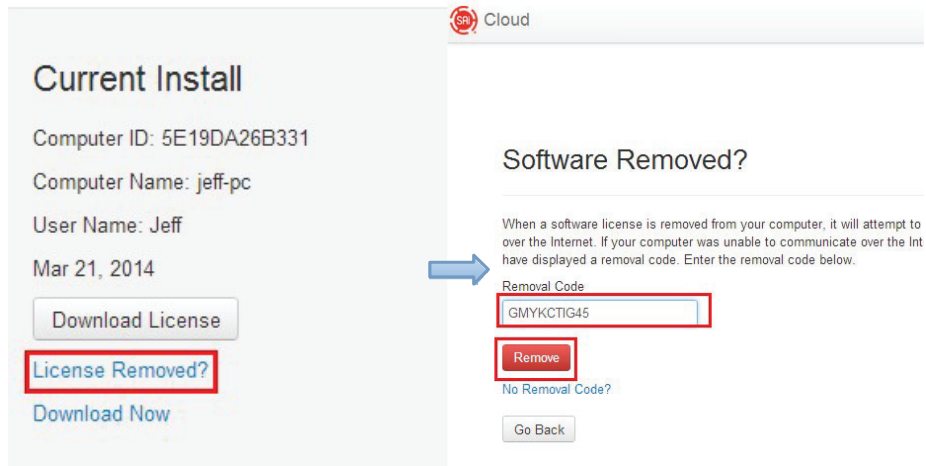 Current Install
Computer ID: 5E19DA26B331
Computer Name: jeff-pc
User Name: Jeff
Mar 21, 2014
Download License
License Removed?
Download Now
SRI Cloud
Software Removed?
When a software license is removed from your computer, it will attempt to
over the Internet. If your computer was unable to communicate over the Int
have displayed a removal code. Enter the removal code below.
Removal Code
GMYKCTIG45
Remove
No Removal Code?
Go Back